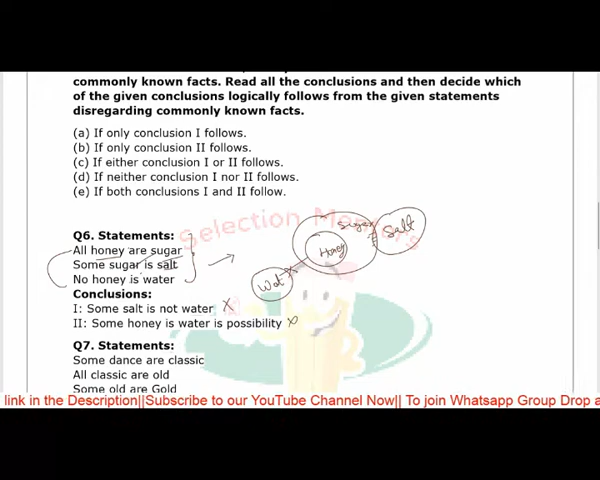 commonly known facts. Read all the conclusions and then decide which
of the given conclusions logically follows from the given statements
disregarding commonly known facts.
(a) If only conclusion I follows.
(b) If only conclusion II follows.
(c) If either conclusion I or II follows.
(d) If neither conclusion I nor II follows.
(e) If both conclusions I and II follow.
Selection Mentors
Q6. Statements:
All honey are sugar
Some sugar is salt
No honey is water
Sugar
Salt
Honey
Wat
Conclusions:
I: Some salt is not water X
II: Some honey is water is possibility X
Q7. Statements:
Some dance are classic
All classic are old
Some old are Gold
link in the Description||Subscribe to our YouTube Channel Now|| To join Whatsapp Group Drop a